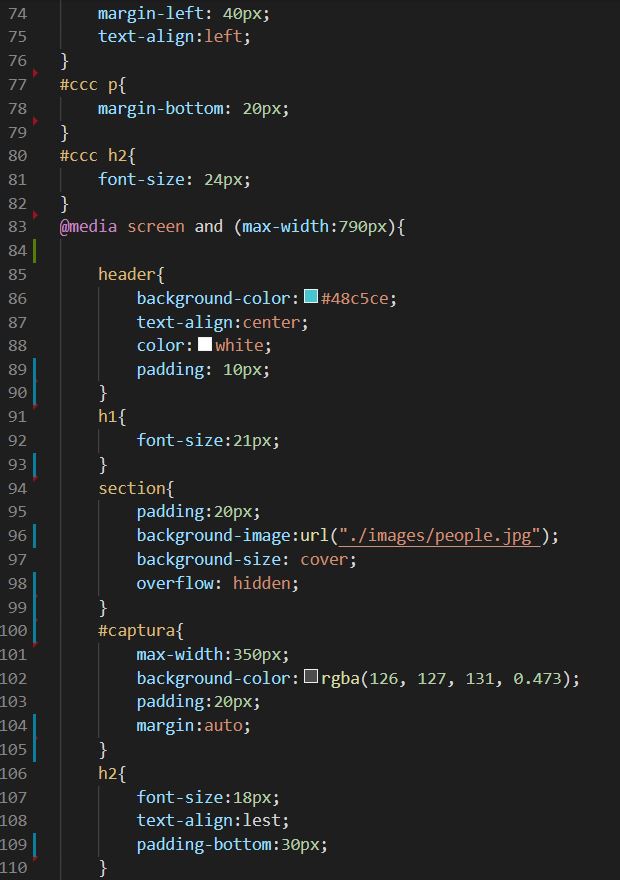 74 margin-left: 40px;
75 text-align:left;
76 }
77 #ccc p{
78 margin-bottom: 20px;
79 }
80 #ccc h2{
81 font-size: 24px;
82 }
83 @media screen and (max-width:790px){
84
85 header{
86 background-color:#48c5ce;
87 text-align:center;
88 color:white;
89 padding: 10px;
90 }
91 h1{
92 font-size:21px;
93 }
94 section{
95 padding:20px;
96 background-image:url("./images/people.jpg");
97 background-size: cover;
98 overflow: hidden;
99 }
100 #captura{
101 max-width:350px;
102 background-color:rgba(126, 127, 131, 0.473);
103 padding:20px;
104 margin:auto;
105 }
106 h2{
107 font-size:18px;
108 text-align:lest;
109 padding-bottom:30px;
110 }